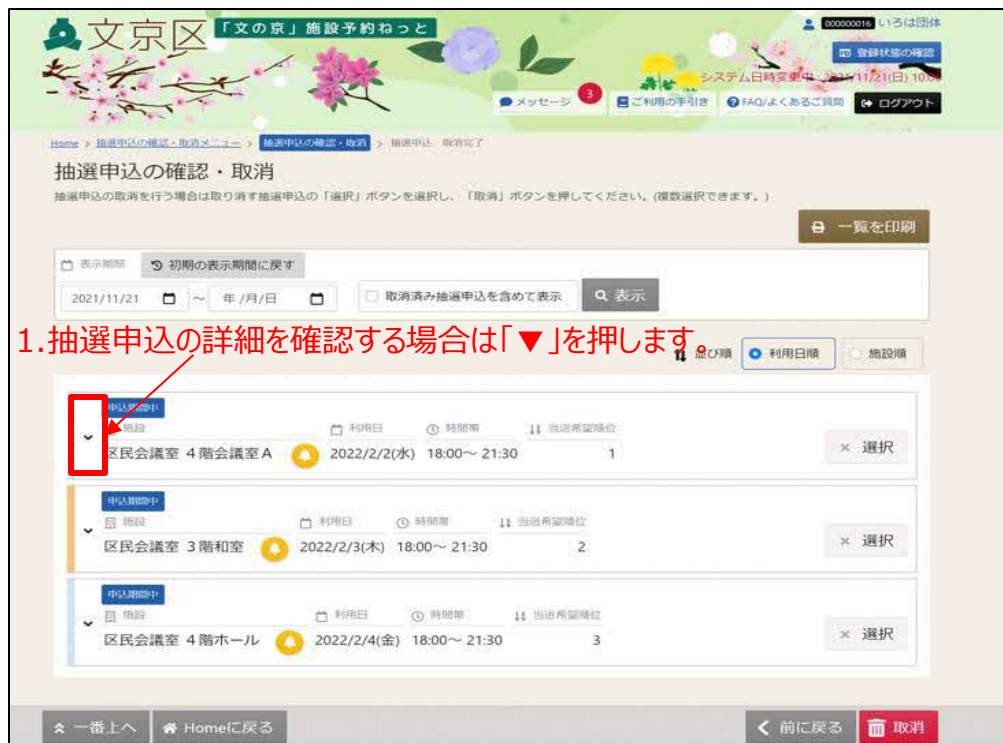 文京区
「文の京」施設予約ねっと
000000016 いろは団体
登録状態の確認
システム日時変更中:2021/11/21(日) 10:00
メッセージ 3
ご利用の手引き
FAQ/よくあるご質問
ログアウト
Home > 抽選申込の確認・取消メニュー > 抽選申込の確認・取消 > 抽選申込 取消完了
抽選申込の確認・取消
抽選申込の取消を行う場合は取り消す抽選申込の「選択」ボタンを選択し、「取消」ボタンを押してください。(複数選択できます。)
一覧を印刷
表示期間 初期の表示期間に戻す
2021/11/21 ～ 年 /月/日 取消済み抽選申込を含めて表示 表示
1.抽選申込の詳細を確認する場合は「▼」を押します。
並び順 利用日順 施設順
申込期間中
施設 利用日 時間帯 当選希望順位
区民会議室 4階会議室A 2022/2/2(水) 18:00～ 21:30 1
× 選択
申込期間中
施設 利用日 時間帯 当選希望順位
区民会議室 3階和室 2022/2/3(木) 18:00～ 21:30 2
× 選択
申込期間中
施設 利用日 時間帯 当選希望順位
区民会議室 4階ホール 2022/2/4(金) 18:00～ 21:30 3
× 選択
一番上へ Homeに戻る 前に戻る 取消